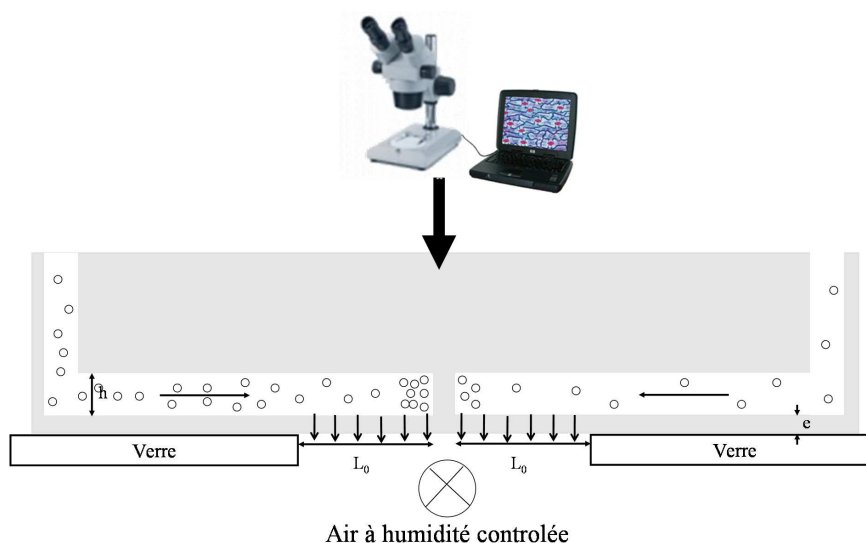 h
e
Verre
Verre
L₀
L₀
Air à humidité controlée